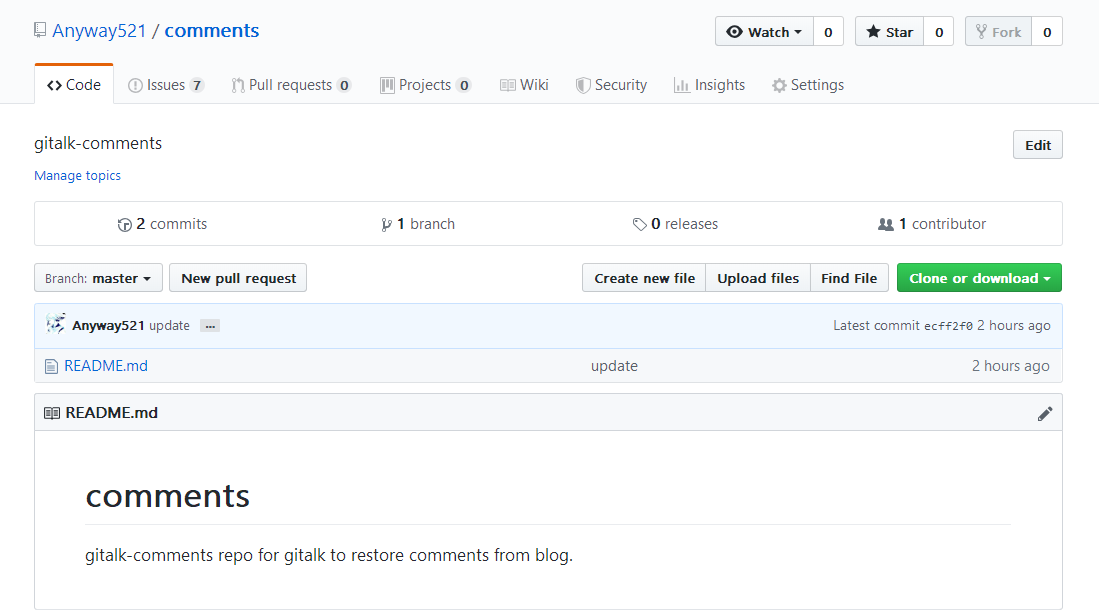 Anyway521 / comments Watch 0 Star 0 Fork 0
Code Issues 7 Pull requests 0 Projects 0 Wiki Security Insights Settings
gitalk-comments Edit
Manage topics
2 commits 1 branch 0 releases 1 contributor
Branch: master New pull request Create new file Upload files Find File Clone or download
Anyway521 update ... Latest commit ecff2f0 2 hours ago
README.md update 2 hours ago
README.md
comments
gitalk-comments repo for gitalk to restore comments from blog.